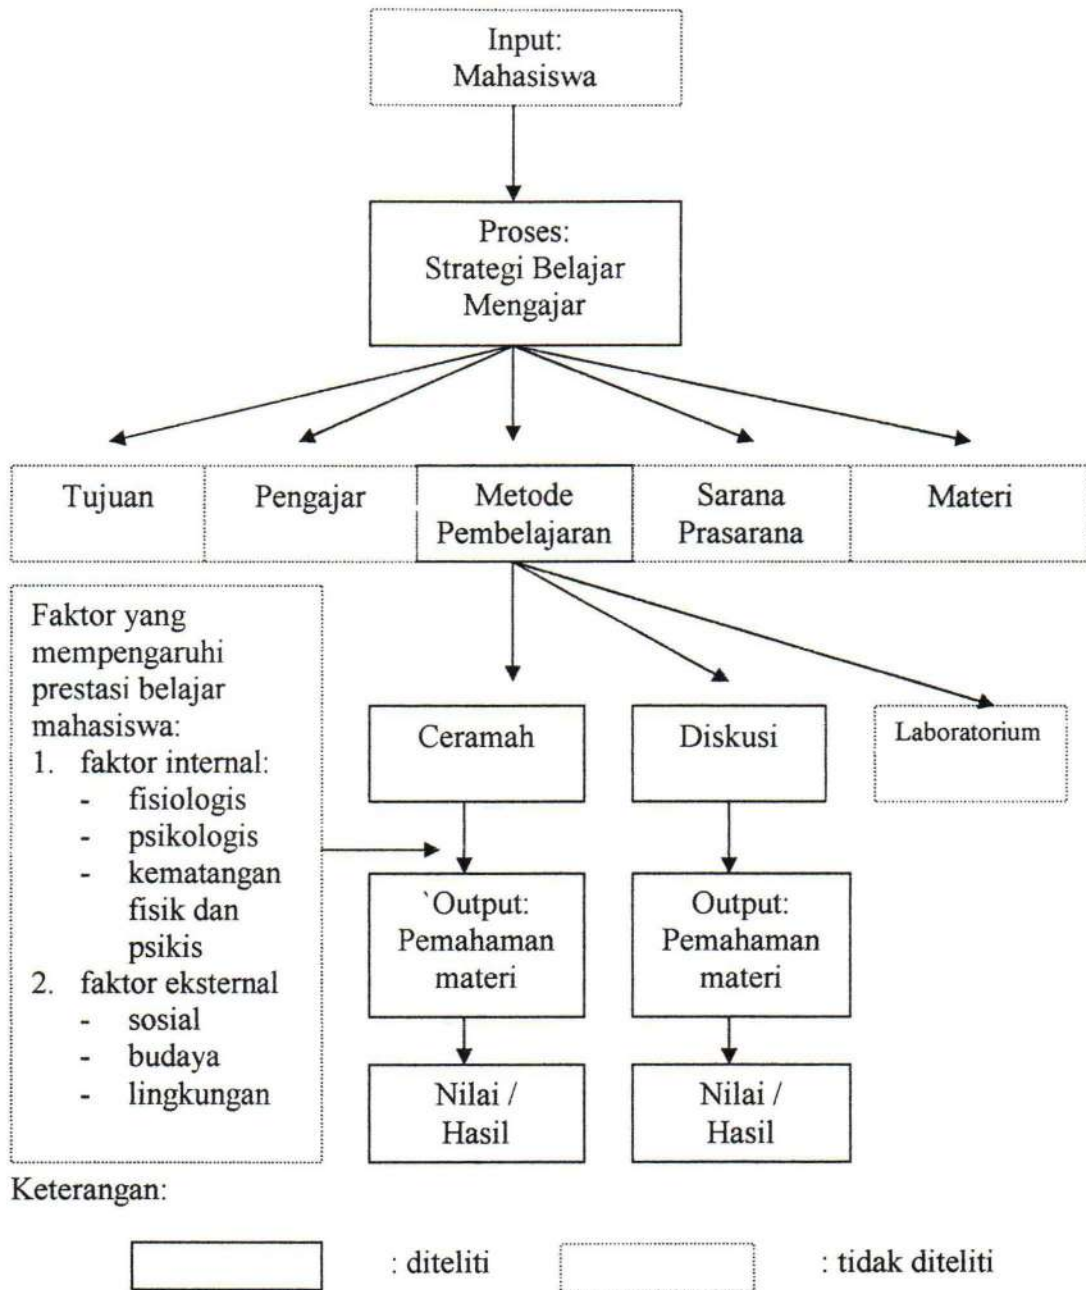 Input:
Mahasiswa
Proses:
Strategi Belajar
Mengajar
Tujuan
Pengajar
Metode
Pembelajaran
Sarana
Prasarana
Materi
Faktor yang
mempengaruhi
prestasi belajar
mahasiswa:
1. faktor internal:
- fisiologis
- psikologis
- kematangan
fisik dan
psikis
2. faktor eksternal
- sosial
- budaya
- lingkungan
Ceramah
Diskusi
Laboratorium
`Output:
Pemahaman
materi
Output:
Pemahaman
materi
Nilai /
Hasil
Nilai /
Hasil
Keterangan:
: diteliti
: tidak diteliti